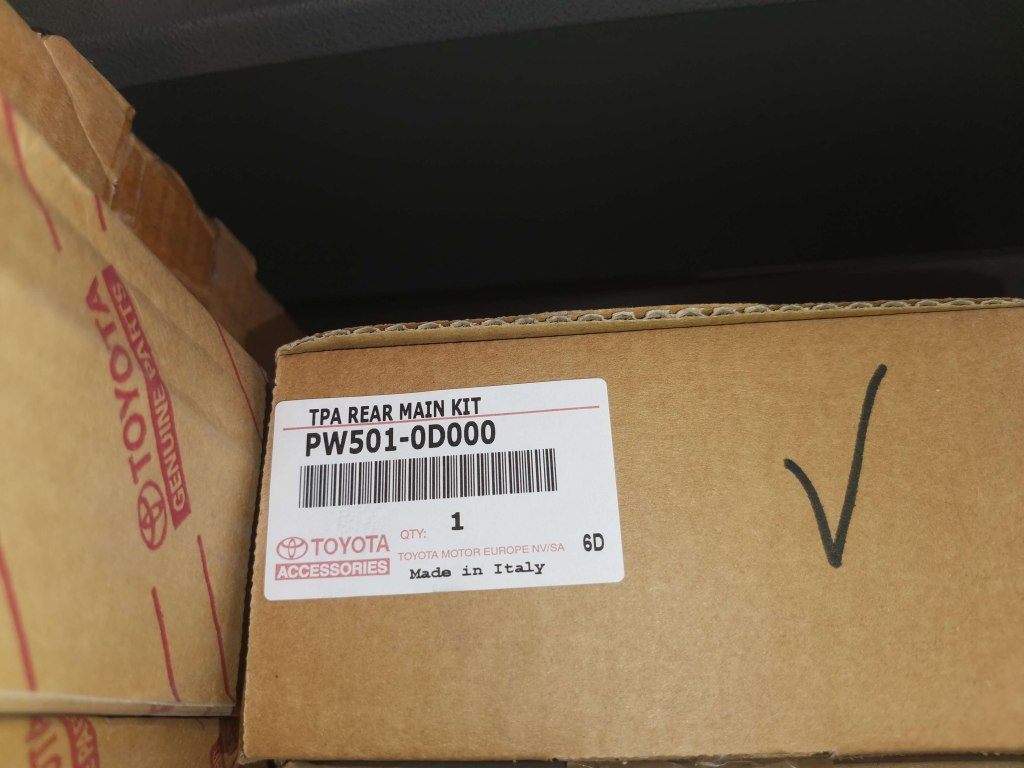 TPA REAR MAIN KIT
PW501-0D000
QTY: 1
TOYOTA
ACCESSORIES
TOYOTA MOTOR EUROPE NV/SA
Made in Italy
6D
TOYOTA
GENUINE PARTS